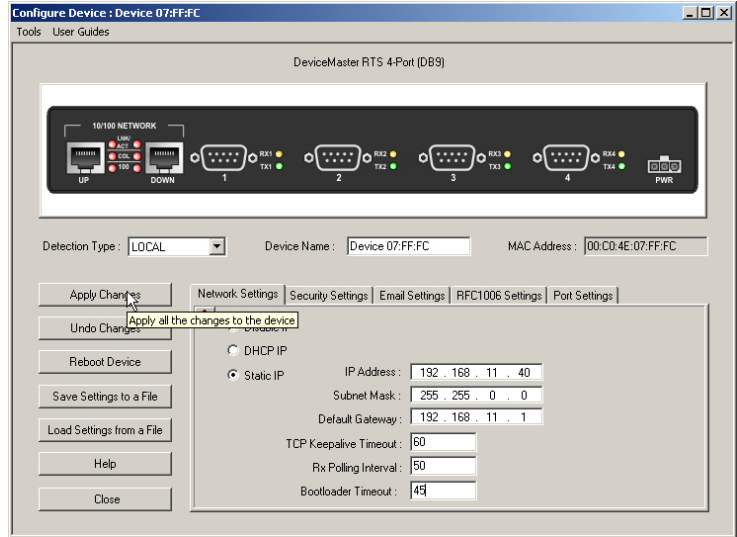 Configure Device : Device 07:FF:FC
Tools User Guides
DeviceMaster RTS 4-Port (DB9)
10/100 NETWORK
LNK/
ACT
COL
100
UP DOWN
RX1
TX1
1
RX2
TX2
2
RX3
TX3
3
RX4
TX4
4
PWR
Detection Type : LOCAL
Device Name : Device 07:FF:FC
MAC Address : 00:C0:4E:07:FF:FC
Apply Changes
Undo Changes
Reboot Device
Save Settings to a File
Load Settings from a File
Help
Close
Apply all the changes to the device
Network Settings Security Settings Email Settings RFC1006 Settings Port Settings
Disable IP
DHCP IP
Static IP
IP Address : 192 . 168 . 11 . 40
Subnet Mask : 255 . 255 . 0 . 0
Default Gateway : 192 . 168 . 11 . 1
TCP Keepalive Timeout : 60
Rx Polling Interval : 50
Bootloader Timeout : 45